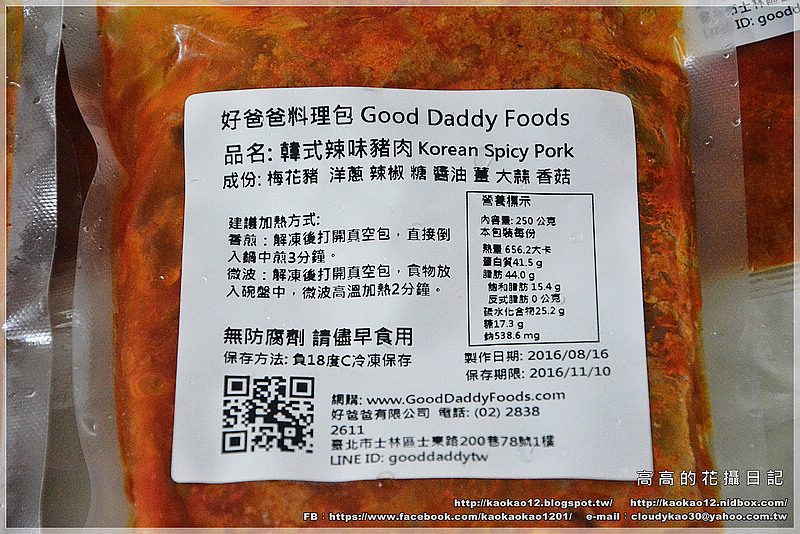 士林區
ID: good
好爸爸料理包 Good Daddy Foods
品名: 韓式辣味豬肉 Korean Spicy Pork
成份: 梅花豬 洋蔥 辣椒 糖 醬油 薑 大蒜 香菇
建議加熱方式:
香煎：解凍後打開真空包，直接倒
入鍋中煎3分鐘。
微波：解凍後打開真空包，食物放
入碗盤中，微波高溫加熱2分鐘。
無防腐劑 請儘早食用
保存方法: 負18度C冷凍保存
營養標示
內容量: 250 公克
本包裝每份
熱量 656.2大卡
蛋白質41.5 g
脂肪 44.0 g
飽和脂肪 15.4 g
反式脂肪 0 公克
碳水化合物25.2 g
糖17.3 g
鈉538.6 mg
製作日期: 2016/08/16
保存期限: 2016/11/10
網購: www.GoodDaddyFoods.com
好爸爸有限公司 電話: (02) 2838
2611
臺北市士林區士東路200巷78號1樓
LINE ID: gooddaddytw
高高的花攝日記
http://kaokao12.blogspot.tw/ http://kaokao12.nidbox.com/
FB：https://www.facebook.com/kaokaokao1201/ e-mail：cloudykao30@yahoo.com.tw